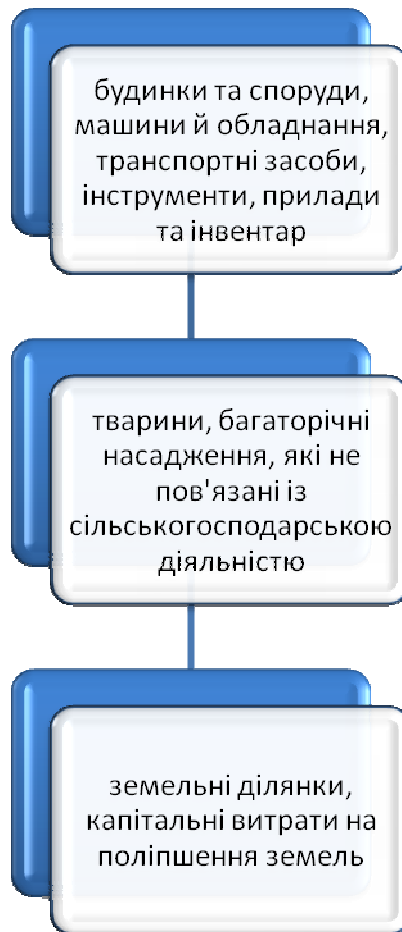 будинки та споруди,
машини й обладнання,
транспортні засоби,
інструменти, прилади
та інвентар
тварини, багаторічні
насадження, які не
пов'язані із
сільськогосподарською
діяльністю
земельні ділянки,
капітальні витрати на
поліпшення земель